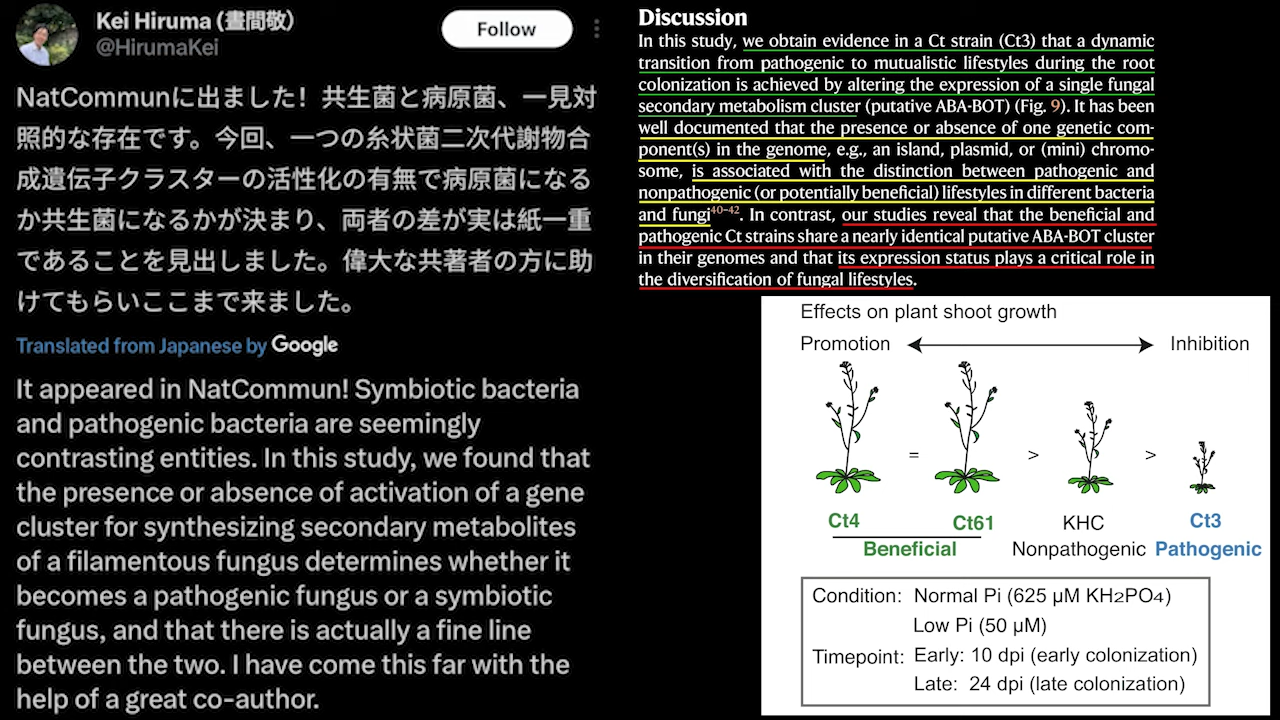 Kei Hiruma (晝間敬)
@HirumaKei
Follow
NatCommunに出ました！共生菌と病原菌、一見対
照的な存在です。今回、一つの糸状菌二次代謝物合
成遺伝子クラスターの活性化の有無で病原菌になる
か共生菌になるかが決まり、両者の差が実は紙一重
であることを見出しました。偉大な共著者の方に助
けてもらいここまで来ました。
Translated from Japanese by Google
It appeared in NatCommun! Symbiotic bacteria
and pathogenic bacteria are seemingly
contrasting entities. In this study, we found that
the presence or absence of activation of a gene
cluster for synthesizing secondary metabolites
of a filamentous fungus determines whether it
becomes a pathogenic fungus or a symbiotic
fungus, and that there is actually a fine line
between the two. I have come this far with the
help of a great co-author.
Discussion
In this study, we obtain evidence in a Ct strain (Ct3) that a dynamic
transition from pathogenic to mutualistic lifestyles during the root
colonization is achieved by altering the expression of a single fungal
secondary metabolism cluster (putative ABA-BOT) (Fig. 9). It has been
well documented that the presence or absence of one genetic com-
ponent(s) in the genome, e.g., an island, plasmid, or (mini) chromo-
some, is associated with the distinction between pathogenic and
nonpathogenic (or potentially beneficial) lifestyles in different bacteria
and fungi40–42. In contrast, our studies reveal that the beneficial and
pathogenic Ct strains share a nearly identical putative ABA-BOT cluster
in their genomes and that its expression status plays a critical role in
the diversification of fungal lifestyles.
Effects on plant shoot growth
Promotion Inhibition
= > >
Ct4 Ct61 KHC Ct3
Beneficial Nonpathogenic Pathogenic
Condition: Normal Pi (625 µM KH2PO4)
Low Pi (50 µM)
Timepoint: Early: 10 dpi (early colonization)
Late: 24 dpi (late colonization)